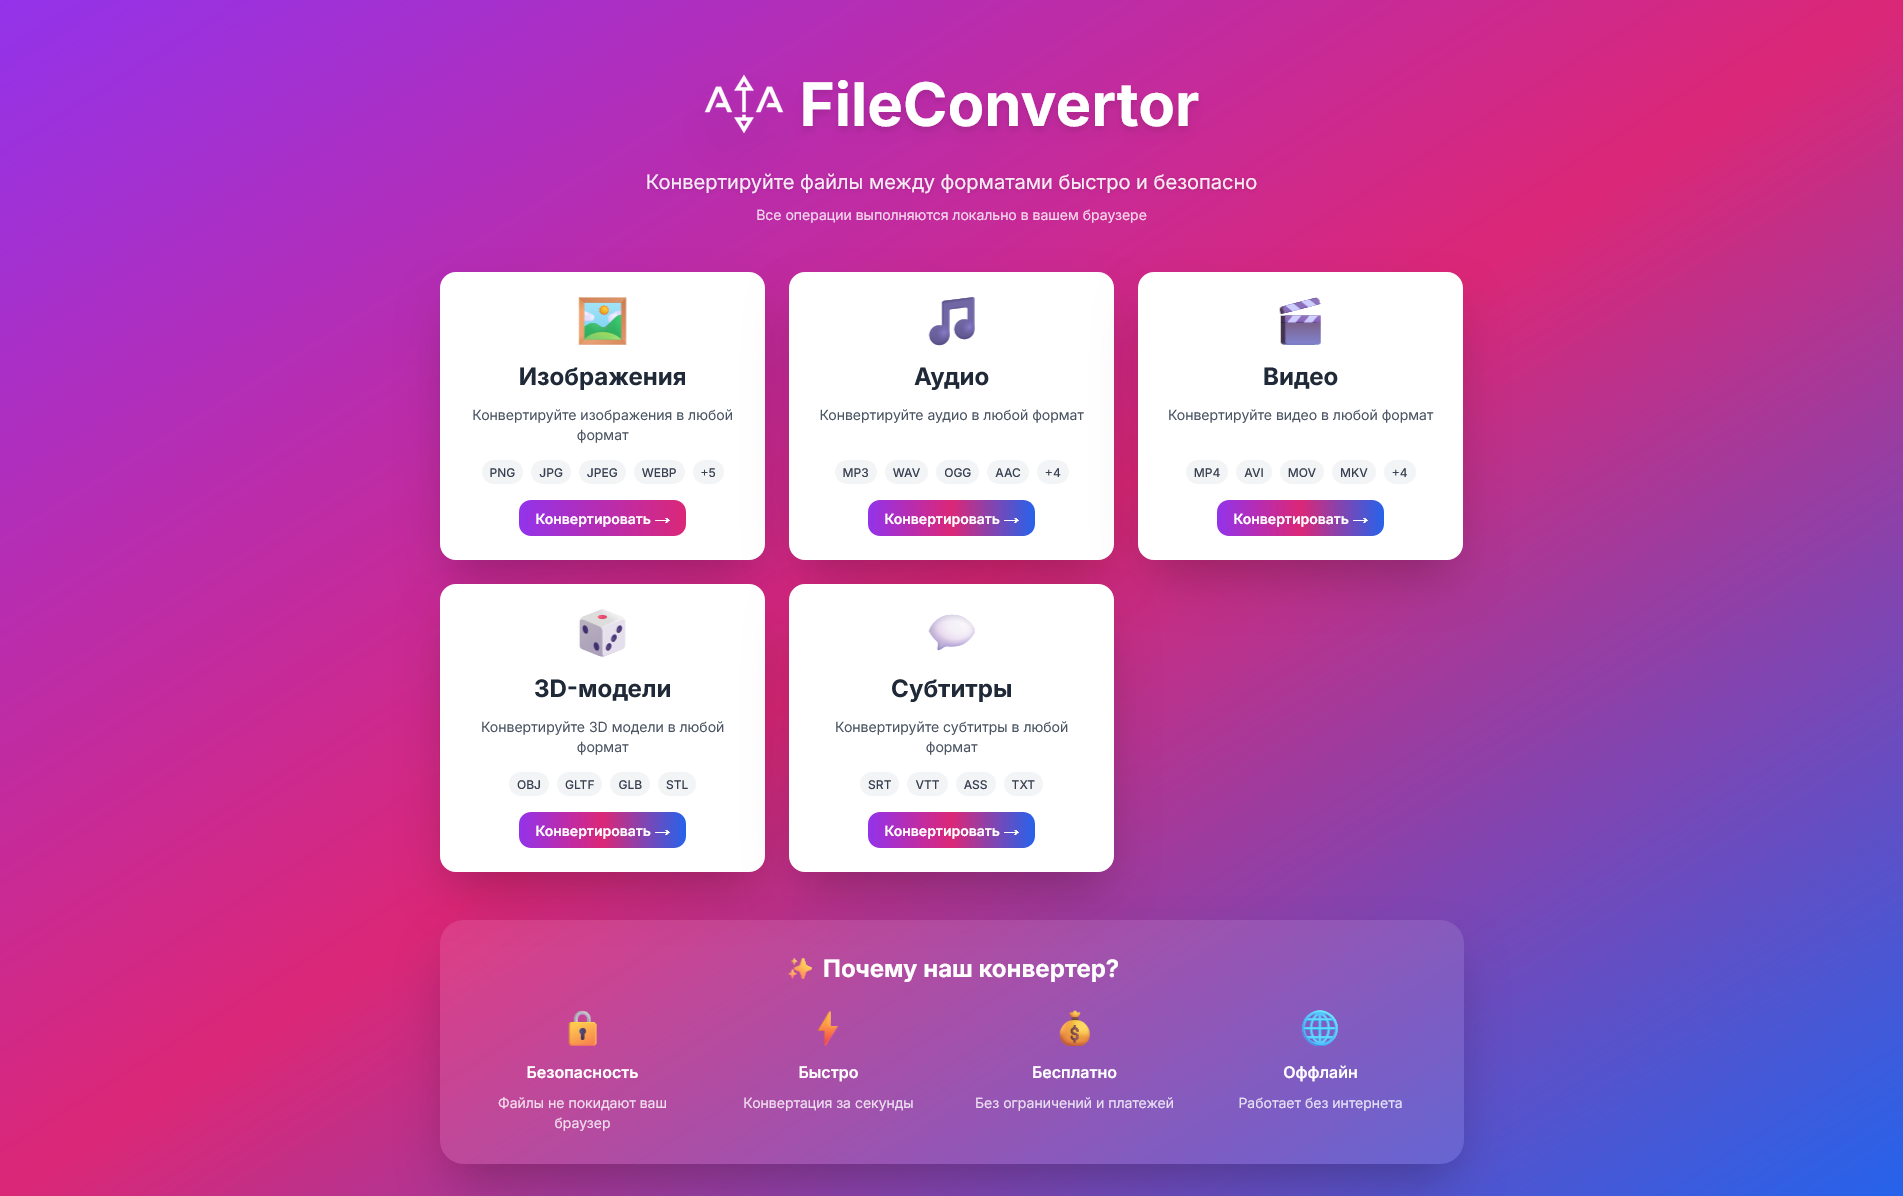 A A FileConvertor
Конвертируйте файлы между форматами быстро и безопасно
Все операции выполняются локально в вашем браузере
Изображения
Конвертируйте изображения в любой
формат
PNG JPG JPEG WEBP +5
Конвертировать →
Аудио
Конвертируйте аудио в любой формат
MP3 WAV OGG AAC +4
Конвертировать →
Видео
Конвертируйте видео в любой формат
MP4 AVI MOV MKV +4
Конвертировать →
3D-модели
Конвертируйте 3D модели в любой
формат
OBJ GLTF GLB STL
Конвертировать →
Субтитры
Конвертируйте субтитры в любой
формат
SRT VTT ASS TXT
Конвертировать →
✨ Почему наш конвертер?
Безопасность
Файлы не покидают ваш
браузер
Быстро
Конвертация за секунды
Бесплатно
Без ограничений и платежей
Оффлайн
Работает без интернета